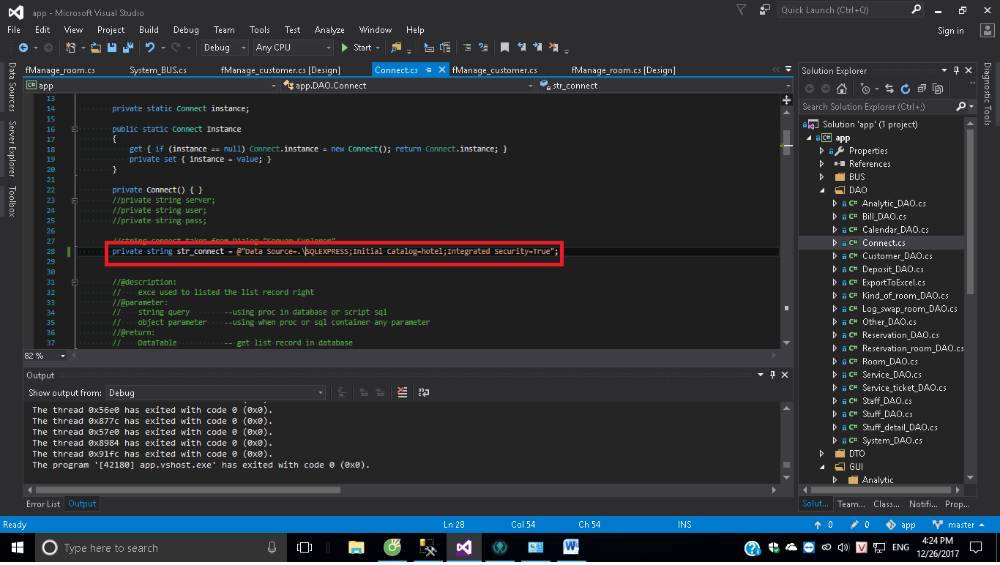 app - Microsoft Visual Studio
Quick Launch (Ctrl+Q)
File Edit View Project Build Debug Team Tools Test Analyze Window Help
Sign in
Debug Any CPU Start
fManage_room.cs System_BUS.cs fManage_customer.cs [Design] Connect.cs fManage_customer.cs fManage_room.cs [Design]
app app.DAO.Connect str_connect
Data Sources
Server Explorer
Toolbox
13
14 private static Connect instance;
15
16 public static Connect Instance
17 {
18 get { if (instance == null) Connect.instance = new Connect(); return Connect.instance; }
19 private set { instance = value; }
20 }
21
22 private Connect() { }
23 //private string server;
24 //private string user;
25 //private string pass;
26
27 //string connect taken from Dialog "Server Explorer"
28 private string str_connect = @"Data Source=.\SQLEXPRESS;Initial Catalog=hotel;Integrated Security=True";
29
30
31 //@description:
32 // exce used to listed the list record right
33 //@parameter:
34 // string query --using proc in database or script sql
35 // object parameter --using when proc or sql container any parameter
36 //@return:
37 // DataTable -- get list record in database
82 %
Output
Show output from: Debug
The thread 0x56e0 has exited with code 0 (0x0).
The thread 0x877c has exited with code 0 (0x0).
The thread 0x57e0 has exited with code 0 (0x0).
The thread 0x8984 has exited with code 0 (0x0).
The thread 0x91fc has exited with code 0 (0x0).
The program '[42180] app.vshost.exe' has exited with code 0 (0x0).
Error List Output
Solution Explorer
Search Solution Explorer (Ctrl+;)
Solution 'app' (1 project)
app
Properties
References
BUS
DAO
Analytic_DAO.cs
Bill_DAO.cs
Calendar_DAO.cs
Connect.cs
Customer_DAO.cs
Deposit_DAO.cs
ExportToExcel.cs
Kind_of_room_DAO.cs
Log_swap_room_DAO.cs
Other_DAO.cs
Reservation_DAO.cs
Reservation_room_DAO.cs
Room_DAO.cs
Service_DAO.cs
Service_ticket_DAO.cs
Staff_DAO.cs
Stuff_DAO.cs
Stuff_detail_DAO.cs
System_DAO.cs
DTO
GUI
Analytic
Solut... Team... Class... Notifi... Prop...
Diagnostic Tools
Ready Ln 28 Col 54 Ch 54 INS 0 0 app master
Type here to search
ENG
4:24 PM
12/26/2017